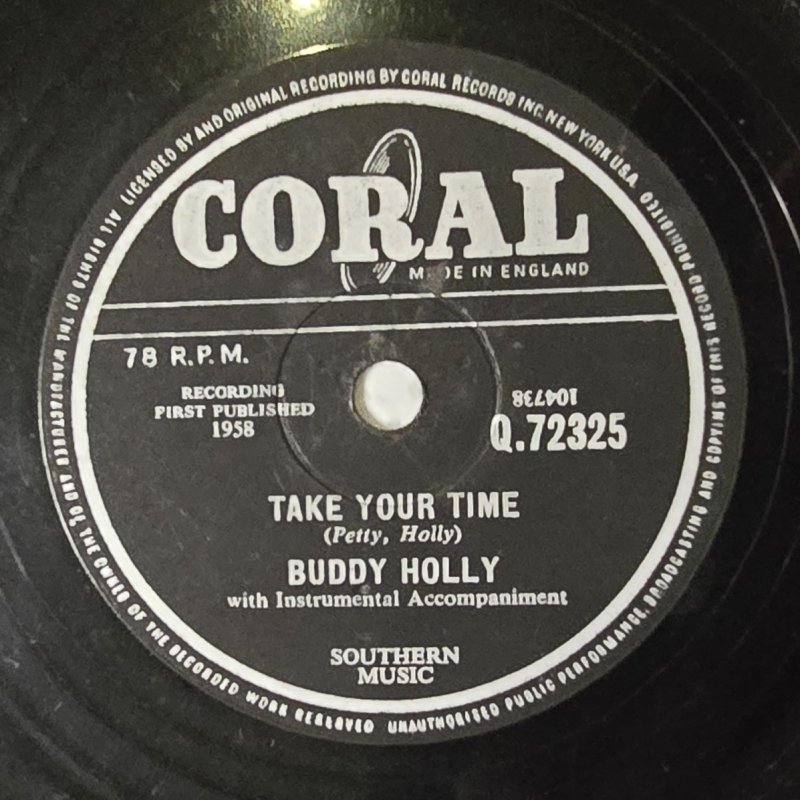 LICENSED BY AND ORIGINAL RECORDING BY CORAL RECORDS INC. NEW YORK U.S.A.
CORAL
MADE IN ENGLAND
78 R.P.M.
RECORDING
FIRST PUBLISHED
1958
104738
Q.72325
TAKE YOUR TIME
(Petty, Holly)
BUDDY HOLLY
with Instrumental Accompaniment
SOUTHERN
MUSIC
ALL RIGHTS OF THE MANUFACTURER AND OF THE OWNER OF THE RECORDED WORK RESERVED
UNAUTHORISED PUBLIC PERFORMANCE, BROADCASTING AND COPYING OF THIS RECORD PROHIBITED